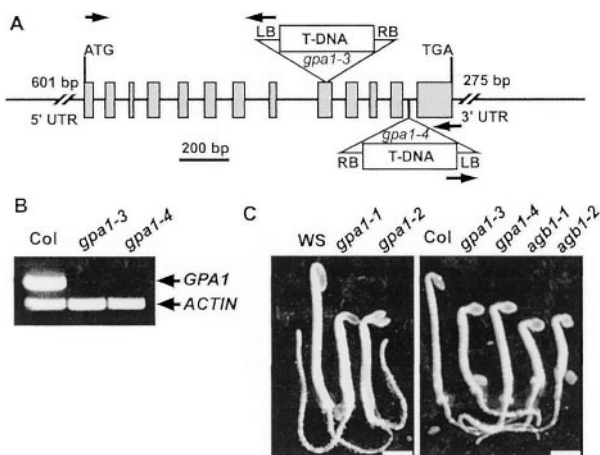 A
LB T-DNA RB
gpa1-3
ATG
TGA
601 bp
275 bp
5' UTR
3' UTR
200 bp
gpa1-4
RB T-DNA LB
B
Col gpa1-3 gpa1-4
GPA1
ACTIN
C
WS gpa1-1 gpa1-2
Col gpa1-3 gpa1-4 agb1-1 agb1-2